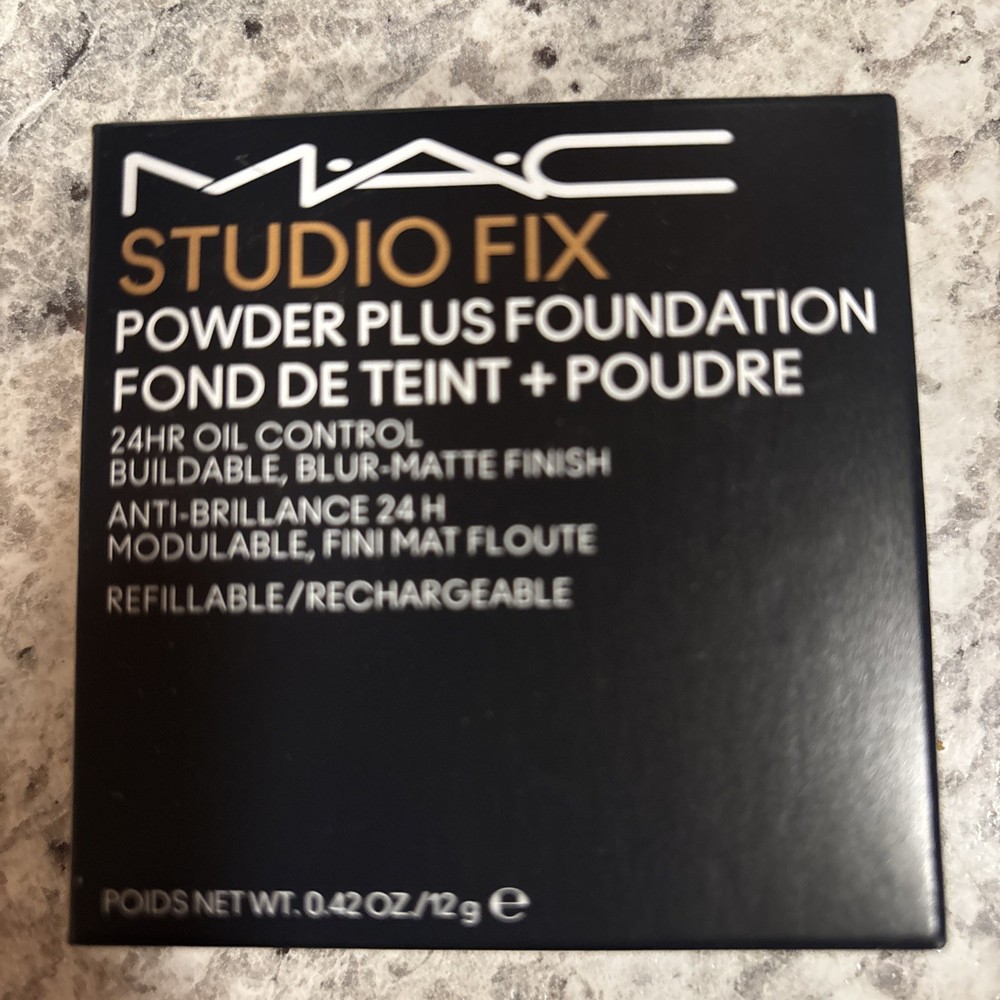 M·A·C
STUDIO FIX
POWDER PLUS FOUNDATION
FOND DE TEINT + POUDRE
24HR OIL CONTROL
BUILDABLE, BLUR-MATTE FINISH
ANTI-BRILLANCE 24 H
MODULABLE, FINI MAT FLOUTE
REFILLABLE/RECHARGEABLE
POIDS NET WT. 0.42 OZ./12 g ℮